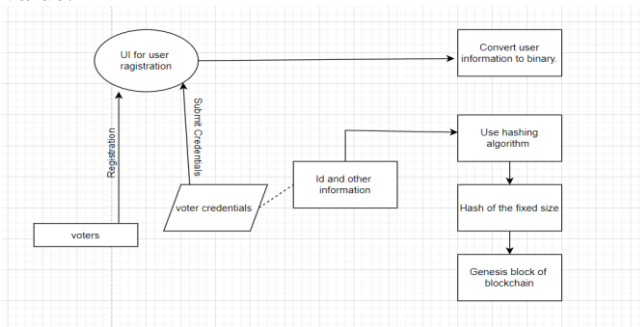 UI for user
ragistration
Convert user
information to binary.
Submit Credentials
Registration
Use hashing
algorithm
Id and other
information
voter credentials
Hash of the fixed size
voters
Genesis block of
blockchain